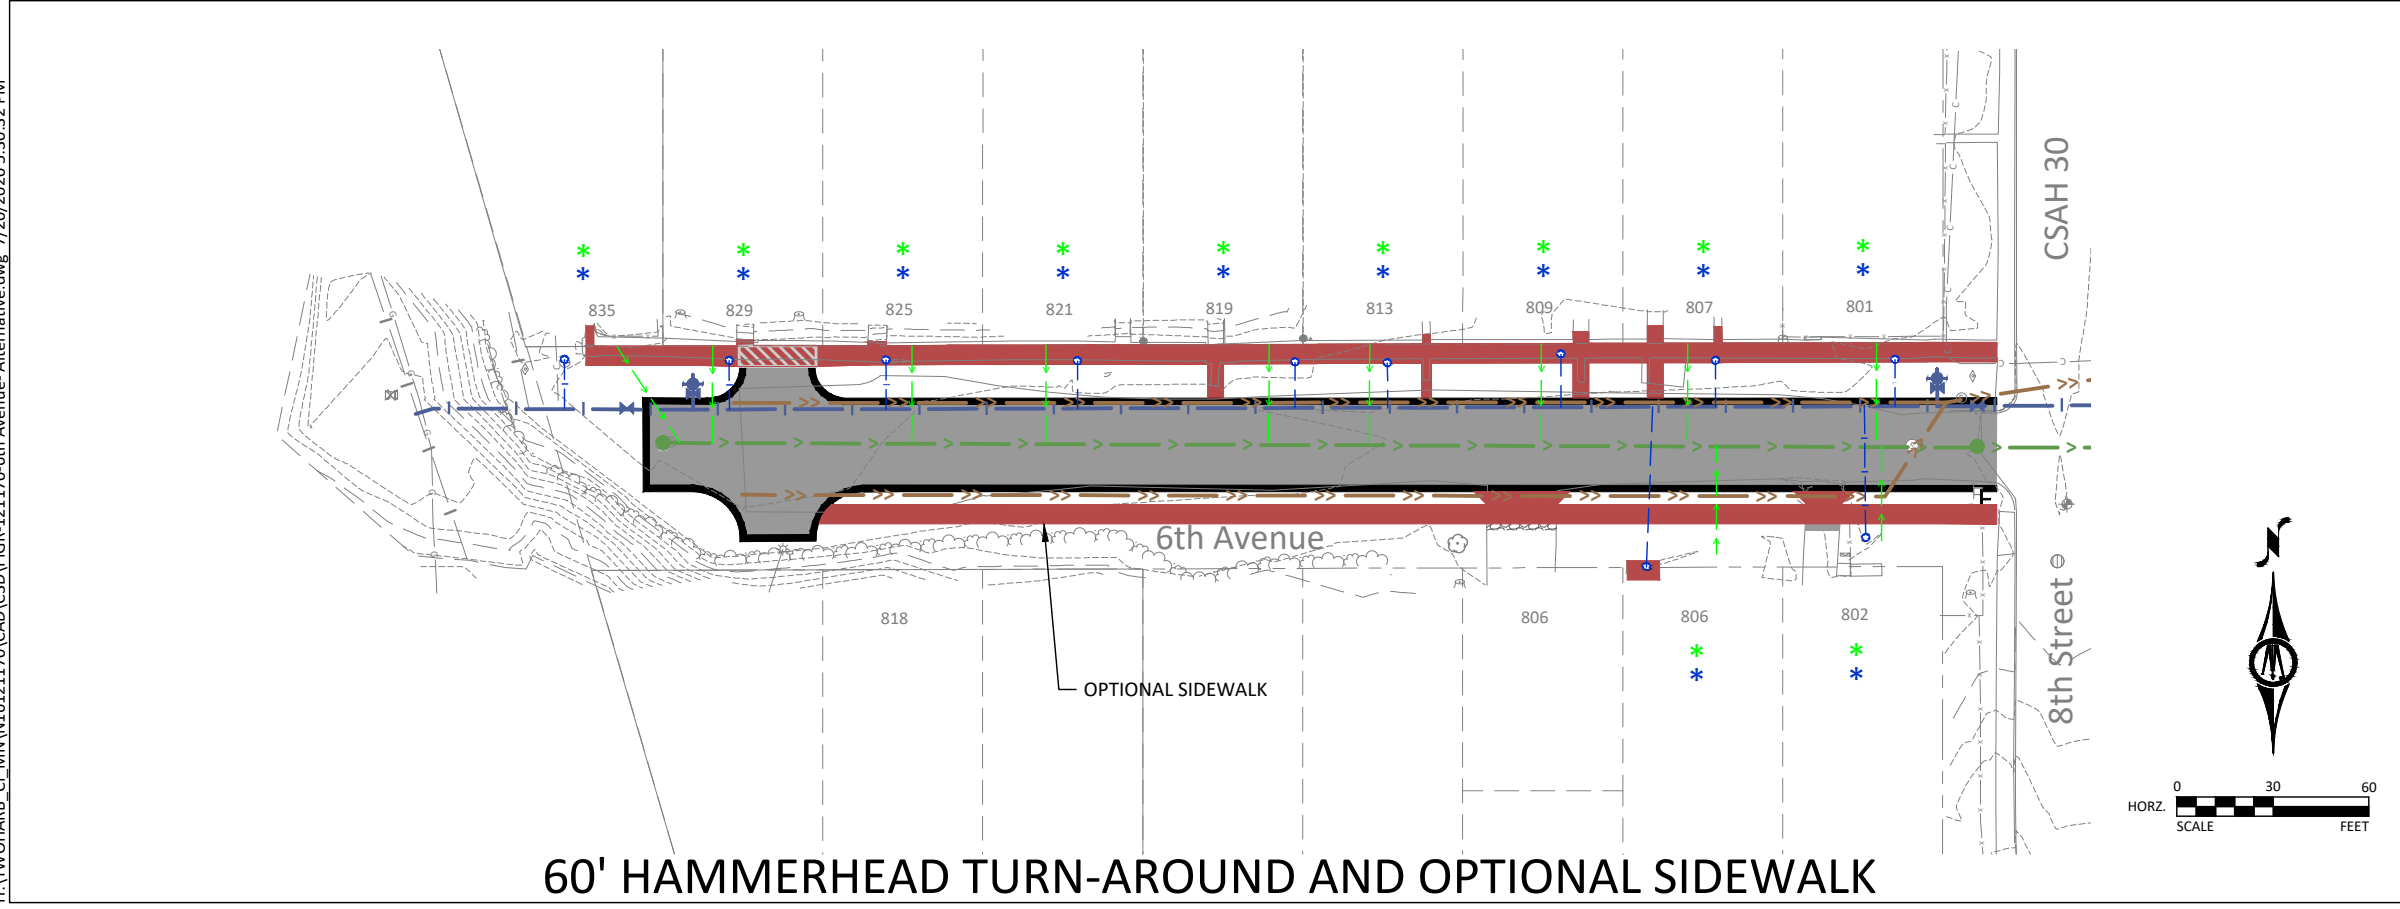 CSAH 30
835
829
825
821
819
813
809
807
801
6th Avenue
818
806
806
802
8th Street
OPTIONAL SIDEWALK
0
30
60
HORZ.
SCALE
FEET
60' HAMMERHEAD TURN-AROUND AND OPTIONAL SIDEWALK